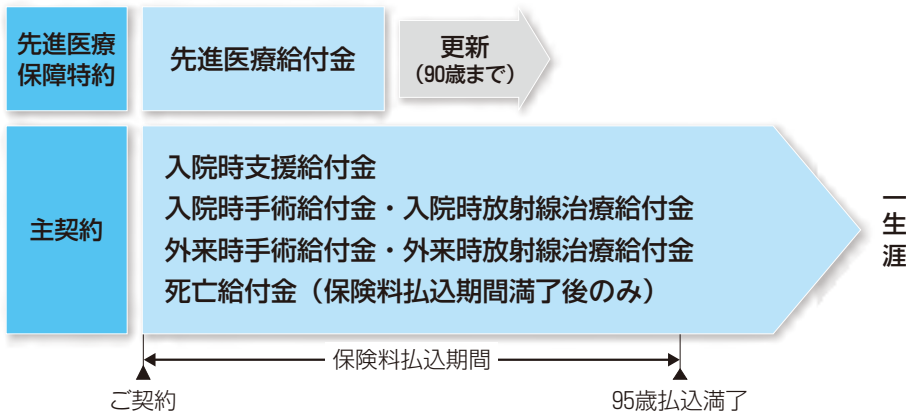 先進医療
保障特約
先進医療給付金
更新
（90歳まで）
主契約
入院時支援給付金
入院時手術給付金・入院時放射線治療給付金
外来時手術給付金・外来時放射線治療給付金
死亡給付金（保険料払込期間満了後のみ）
一生涯
保険料払込期間
ご契約
95歳払込満了